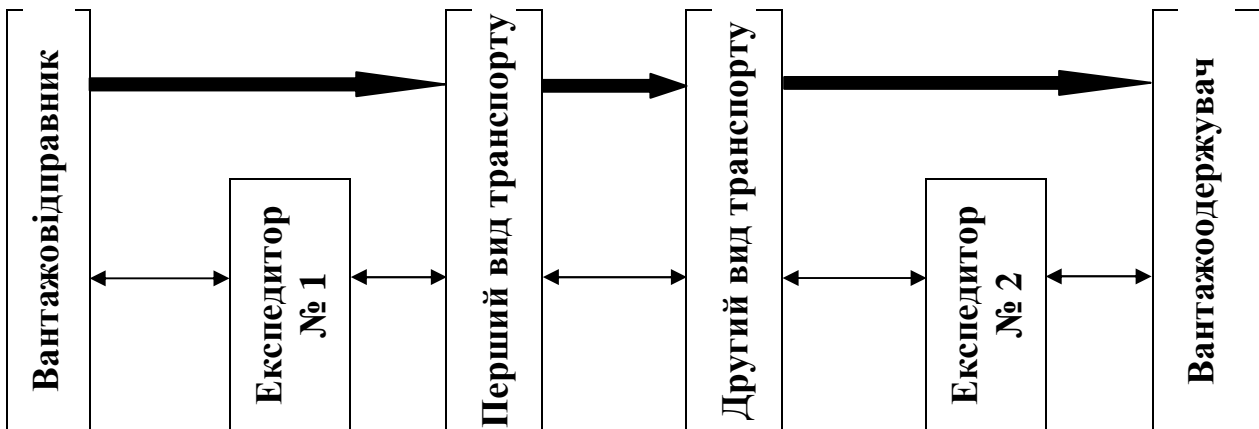 Вантажовідправник
Експедитор
№ 1
Перший вид транспорту
Другий вид транспорту
Експедитор
№ 2
Вантажоодержувач